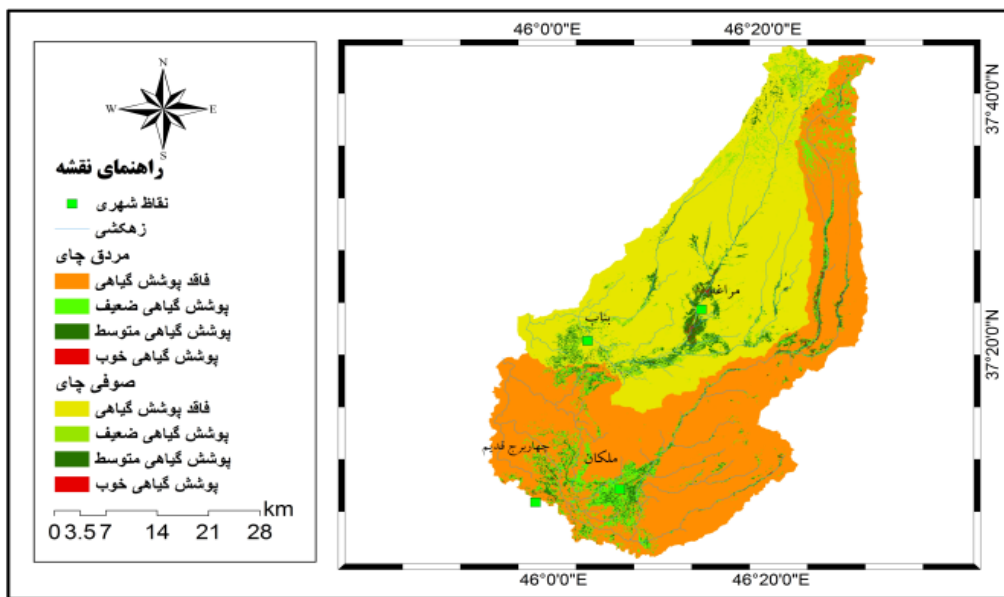 46°0'0"E 46°20'0"E
N
W E
S
راهنمای نقشه
نقاظ شهری
زهکشی
مردق چای
فاقد پوشش گیاهی
پوشش گیاهی ضعیف
پوشش گیاهی متوسط
پوشش گیاهی خوب
صوفی چای
فاقد پوشش گیاهی
پوشش گیاهی ضعیف
پوشش گیاهی متوسط
پوشش گیاهی خوب
km
0 3.5 7 14 21 28
37°40'0"N
مراغه
بناب
37°20'0"N
چهاربرج قدیم
ملکان
46°0'0"E 46°20'0"E